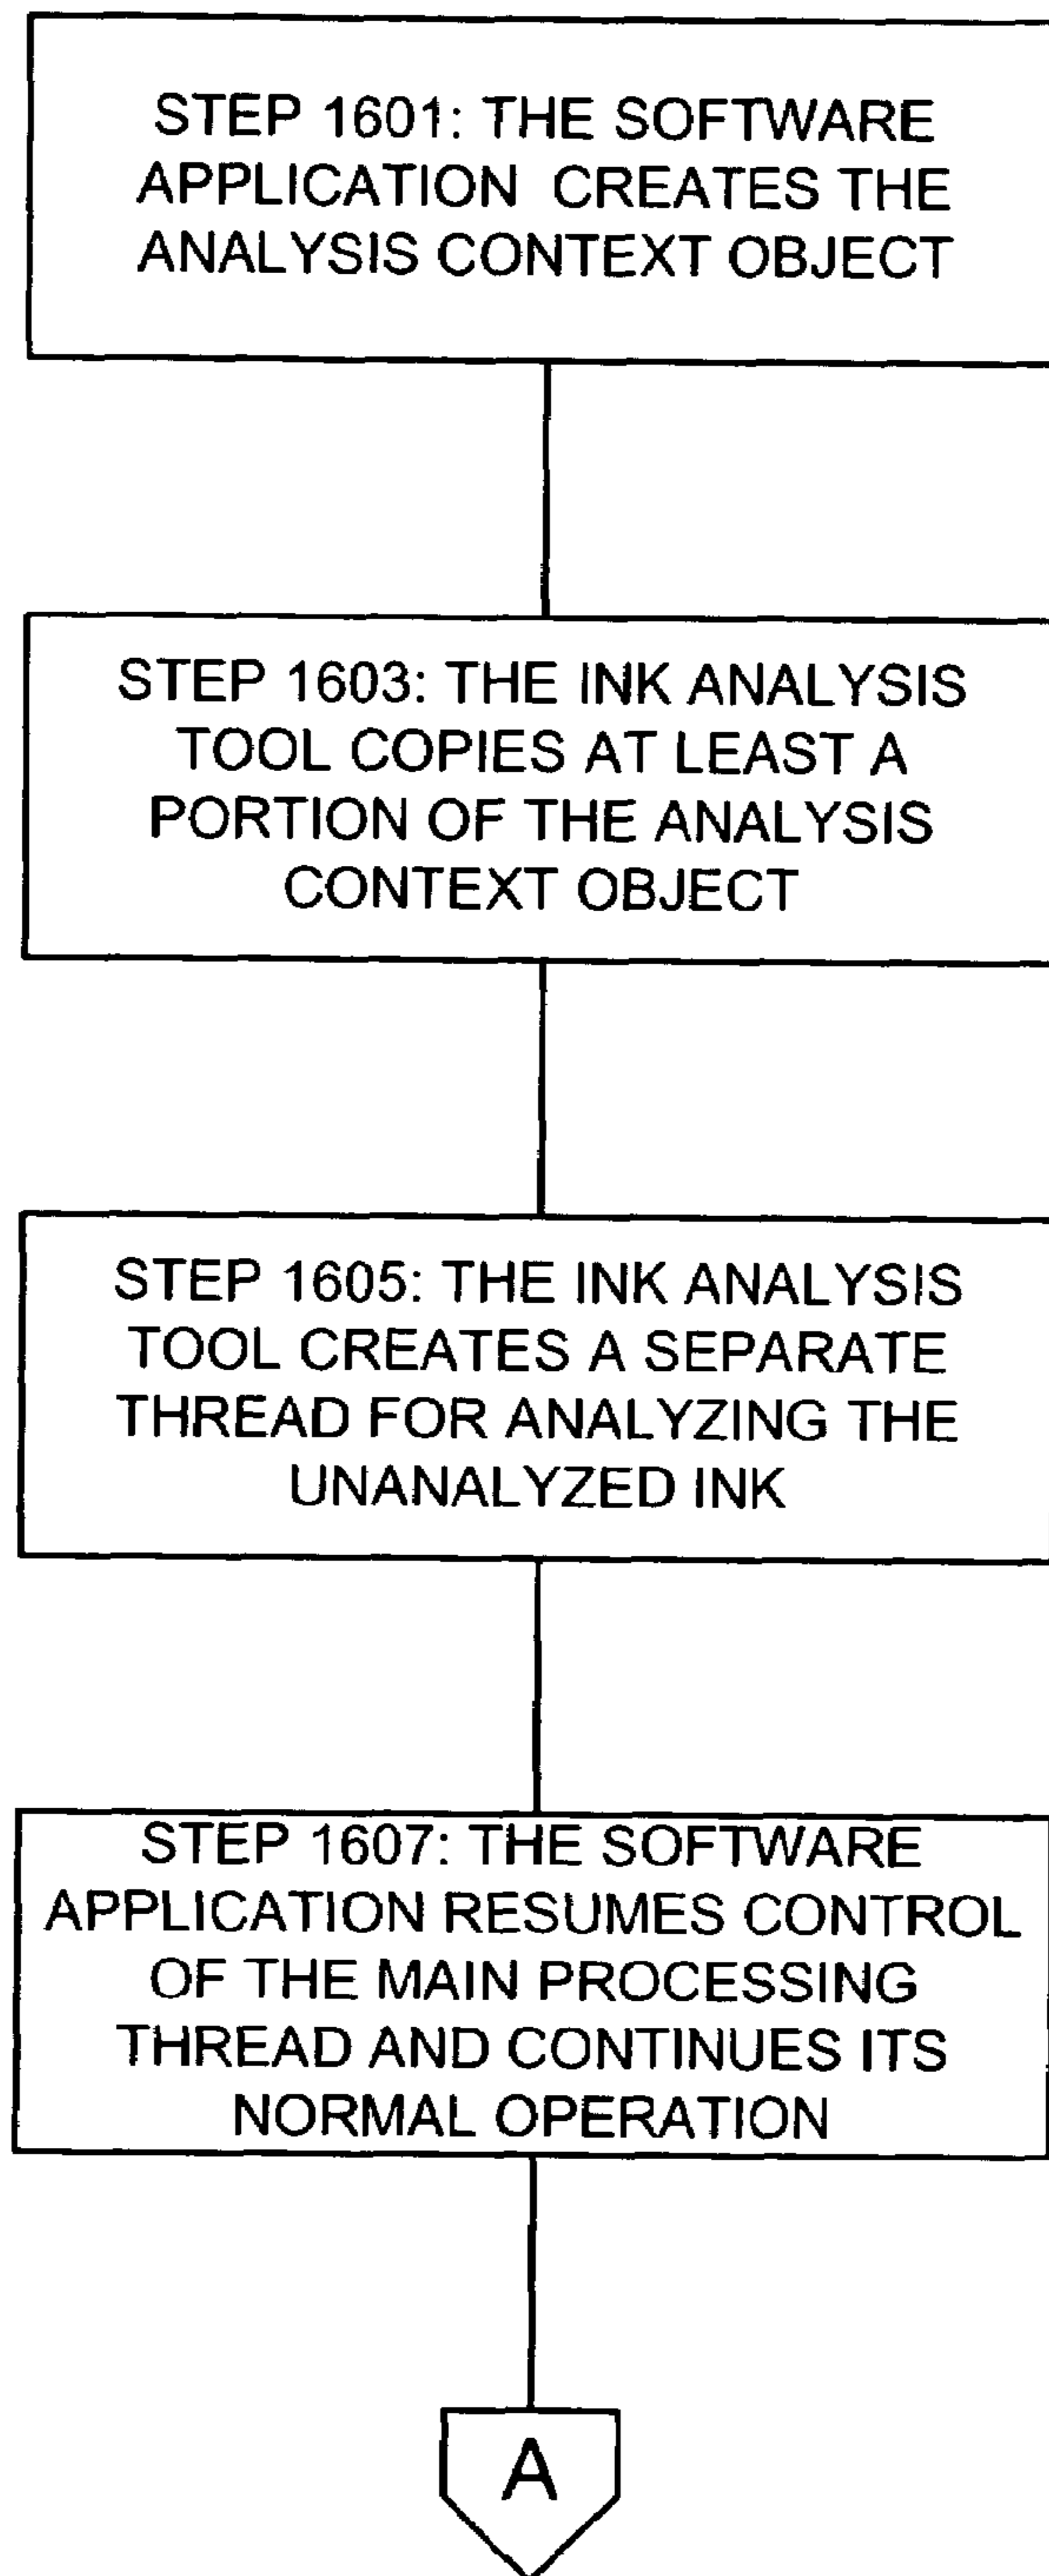 STEP 1601: THE SOFTWARE
APPLICATION CREATES THE
ANALYSIS CONTEXT OBJECT
STEP 1603: THE INK ANALYSIS
TOOL COPIES AT LEAST A
PORTION OF THE ANALYSIS
CONTEXT OBJECT
STEP 1605: THE INK ANALYSIS
TOOL CREATES A SEPARATE
THREAD FOR ANALYZING THE
UNANALYZED INK
STEP 1607: THE SOFTWARE
APPLICATION RESUMES CONTROL
OF THE MAIN PROCESSING
THREAD AND CONTINUES ITS
NORMAL OPERATION
A